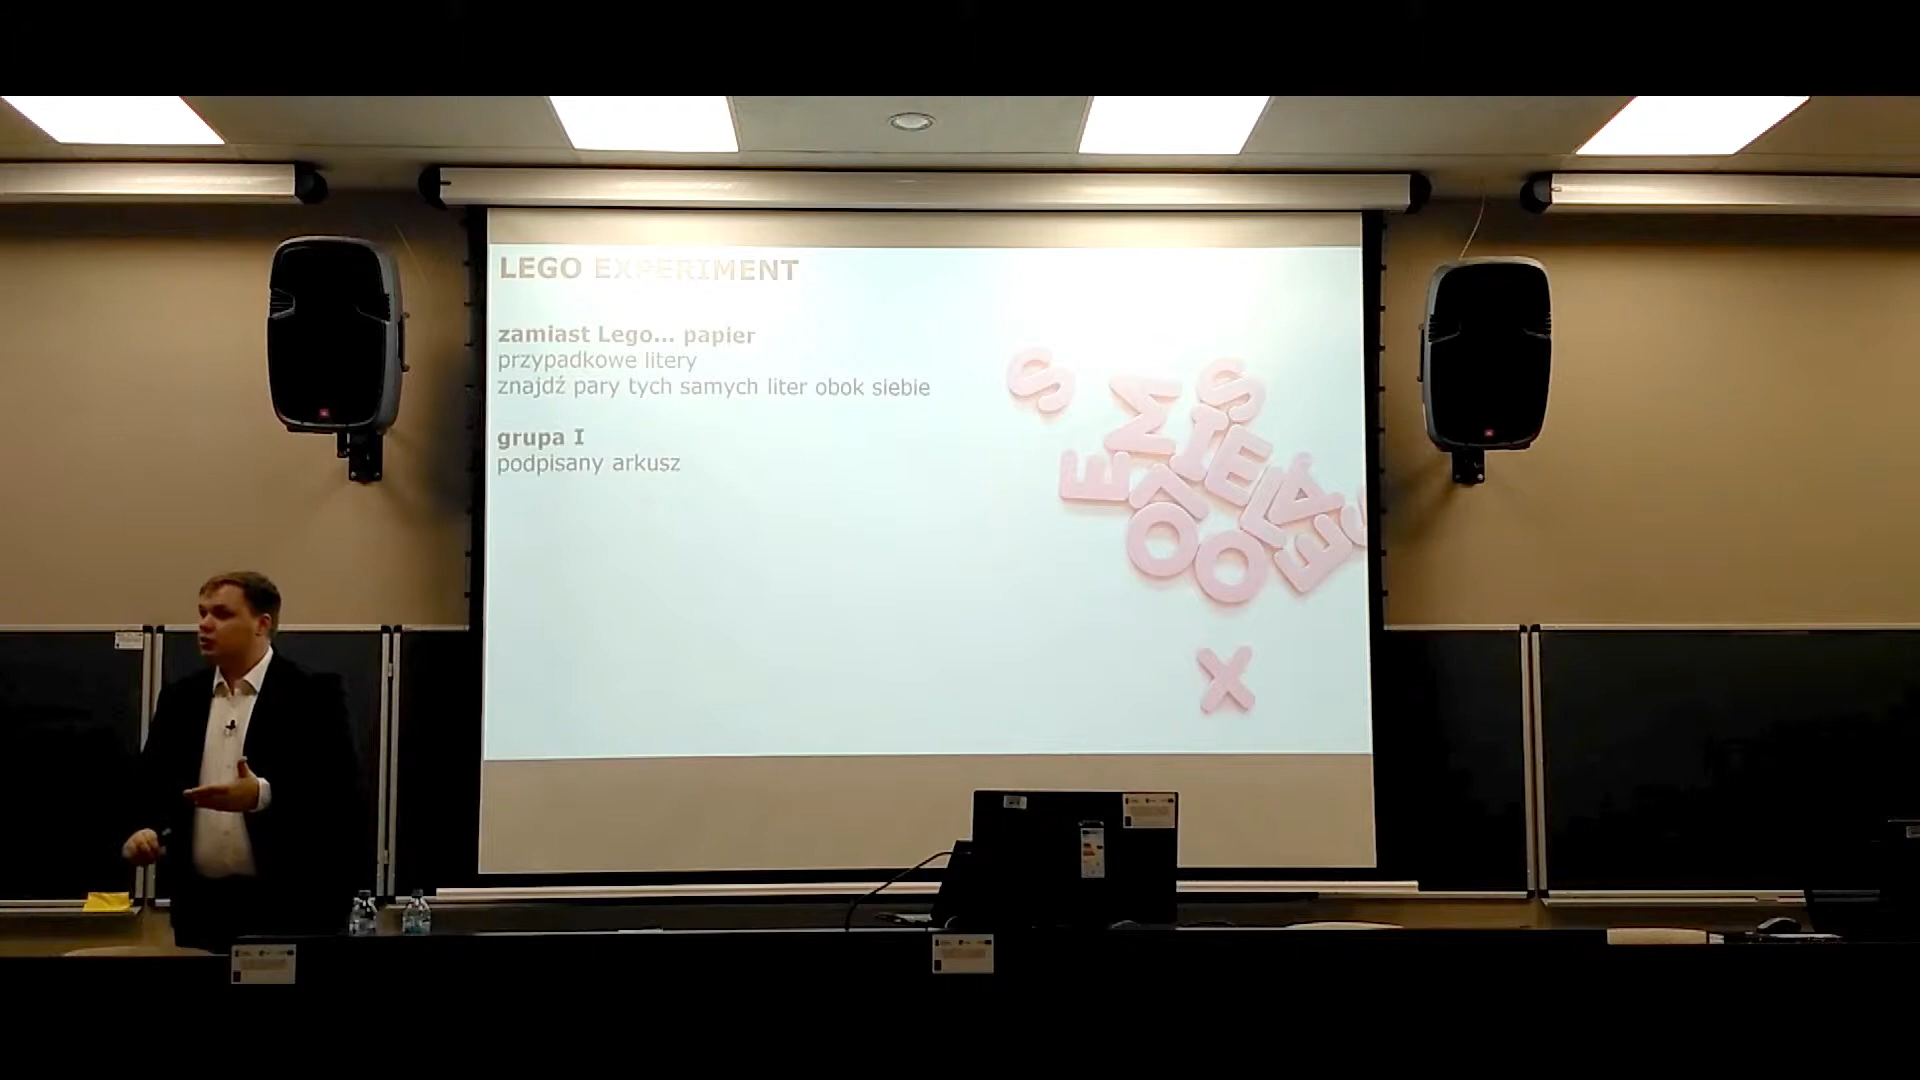 LEGO EXPERIMENT
zamiast Lego... papier
przypadkowe litery
znajdź pary tych samych liter obok siebie
grupa I
podpisany arkusz
S
M
S
E
I
E
L
A
O
O
E
X